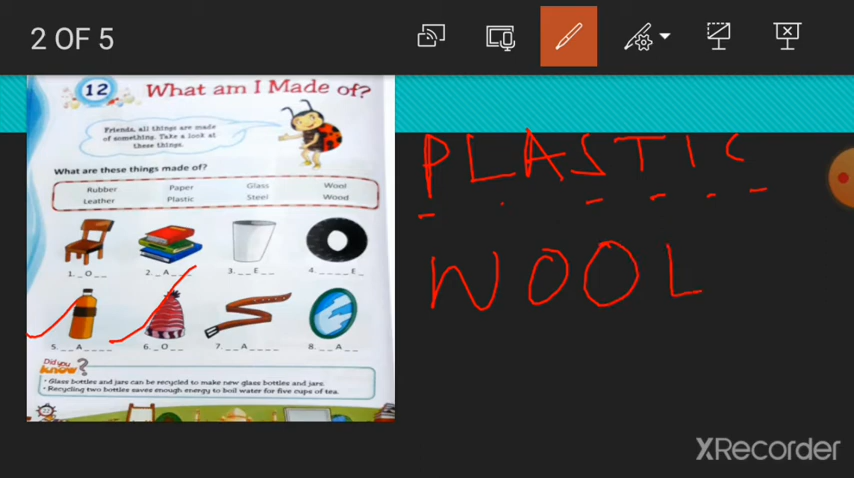 2 OF 5
12 What am I Made of?
Friends, all things are made
of something. Take a look at
these things.
What are these things made of?
Rubber Paper Glass Wool
Leather Plastic Steel Wood
1. _ O _ _ 2. _ A _ _ _ 3. _ _ E _ _ 4. _ _ _ _ E _
5. _ _ A _ _ _ _ 6. _ O _ _ 7. _ _ A _ _ _ _ 8. _ _ A _ _
Did you
know?
• Glass bottles and jars can be recycled to make new glass bottles and jars.
• Recycling two bottles saves enough energy to boil water for five cups of tea.
PLASTIC
WOOL
XRecorder